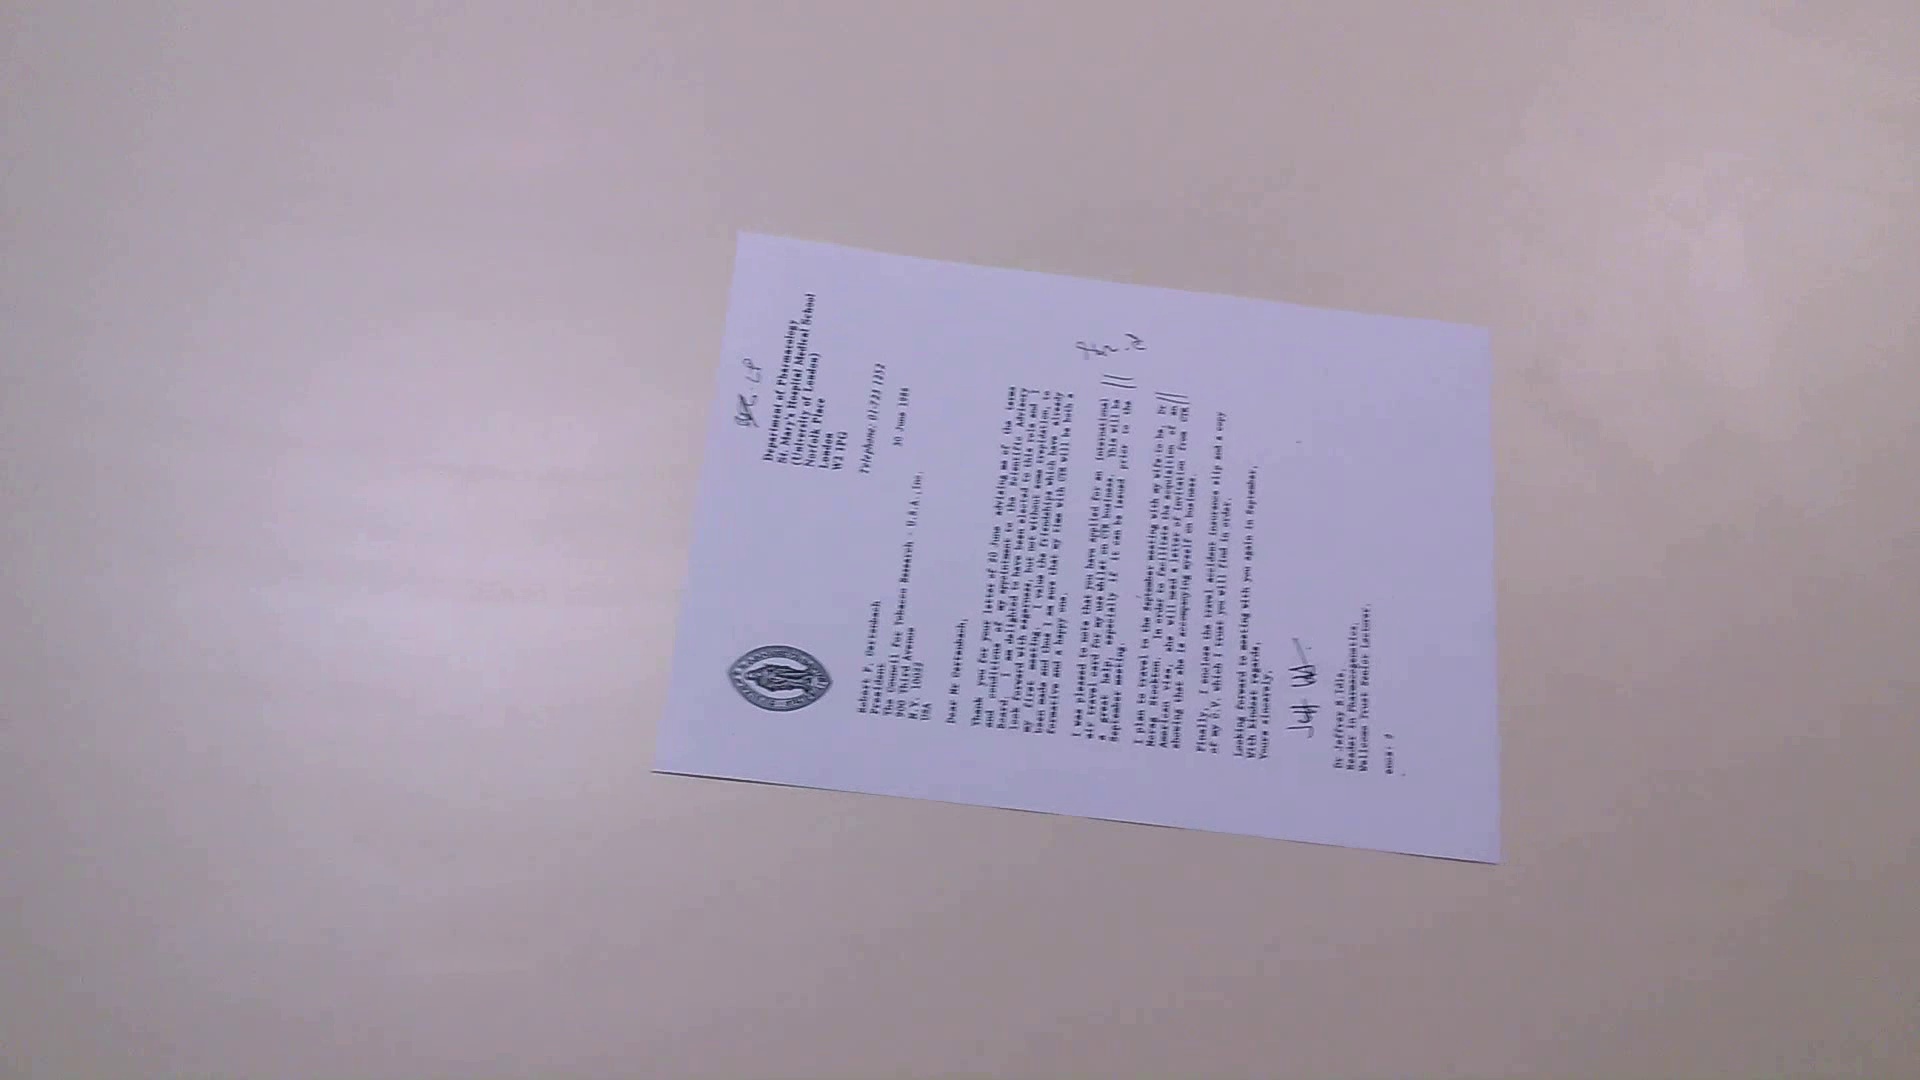 Department of Pharmacology
St. Mary's Hospital Medical School
(University of London)
Norfolk Place
London
W2 1PG
Telephone: 01-723 1252
30 June 1986
Robert F. Gertenbach
President
The Council for Tobacco Research - U.S.A., Inc.
900 Third Avenue
N.Y. 10022
USA
Dear Mr Gertenbach,
Thank you for your letter of 20 June advising me of the terms
and conditions of my appointment to the Scientific Advisory
Board. I am delighted to have been elected to this role and I
look forward with eagerness, but not without some trepidation, to
my first meeting. I value the friendships which have already
been made and thus I am sure that my time with CTR will be both a
formative and a happy one.
I was pleased to note that you have applied for an international
air travel card for my use whilst on CTR business. This will be
a great help, especially if it can be issued prior to the
September meeting.
I plan to travel to the September meeting with my wife-to-be, Dr
Morag Stockton. In order to facilitate the acquisition of an
American visa, she will need a letter of invitation from CTR
showing that she is accompanying myself on business.
Finally, I enclose the travel accident insurance slip and a copy
of my C.V. which I trust you will find in order.
Looking forward to meeting with you again in September,
With kindest regards,
Yours sincerely,
Dr Jeffrey R. Idle,
Reader in Pharmacogenetics,
Wellcome Trust Senior Lecturer.
encs: